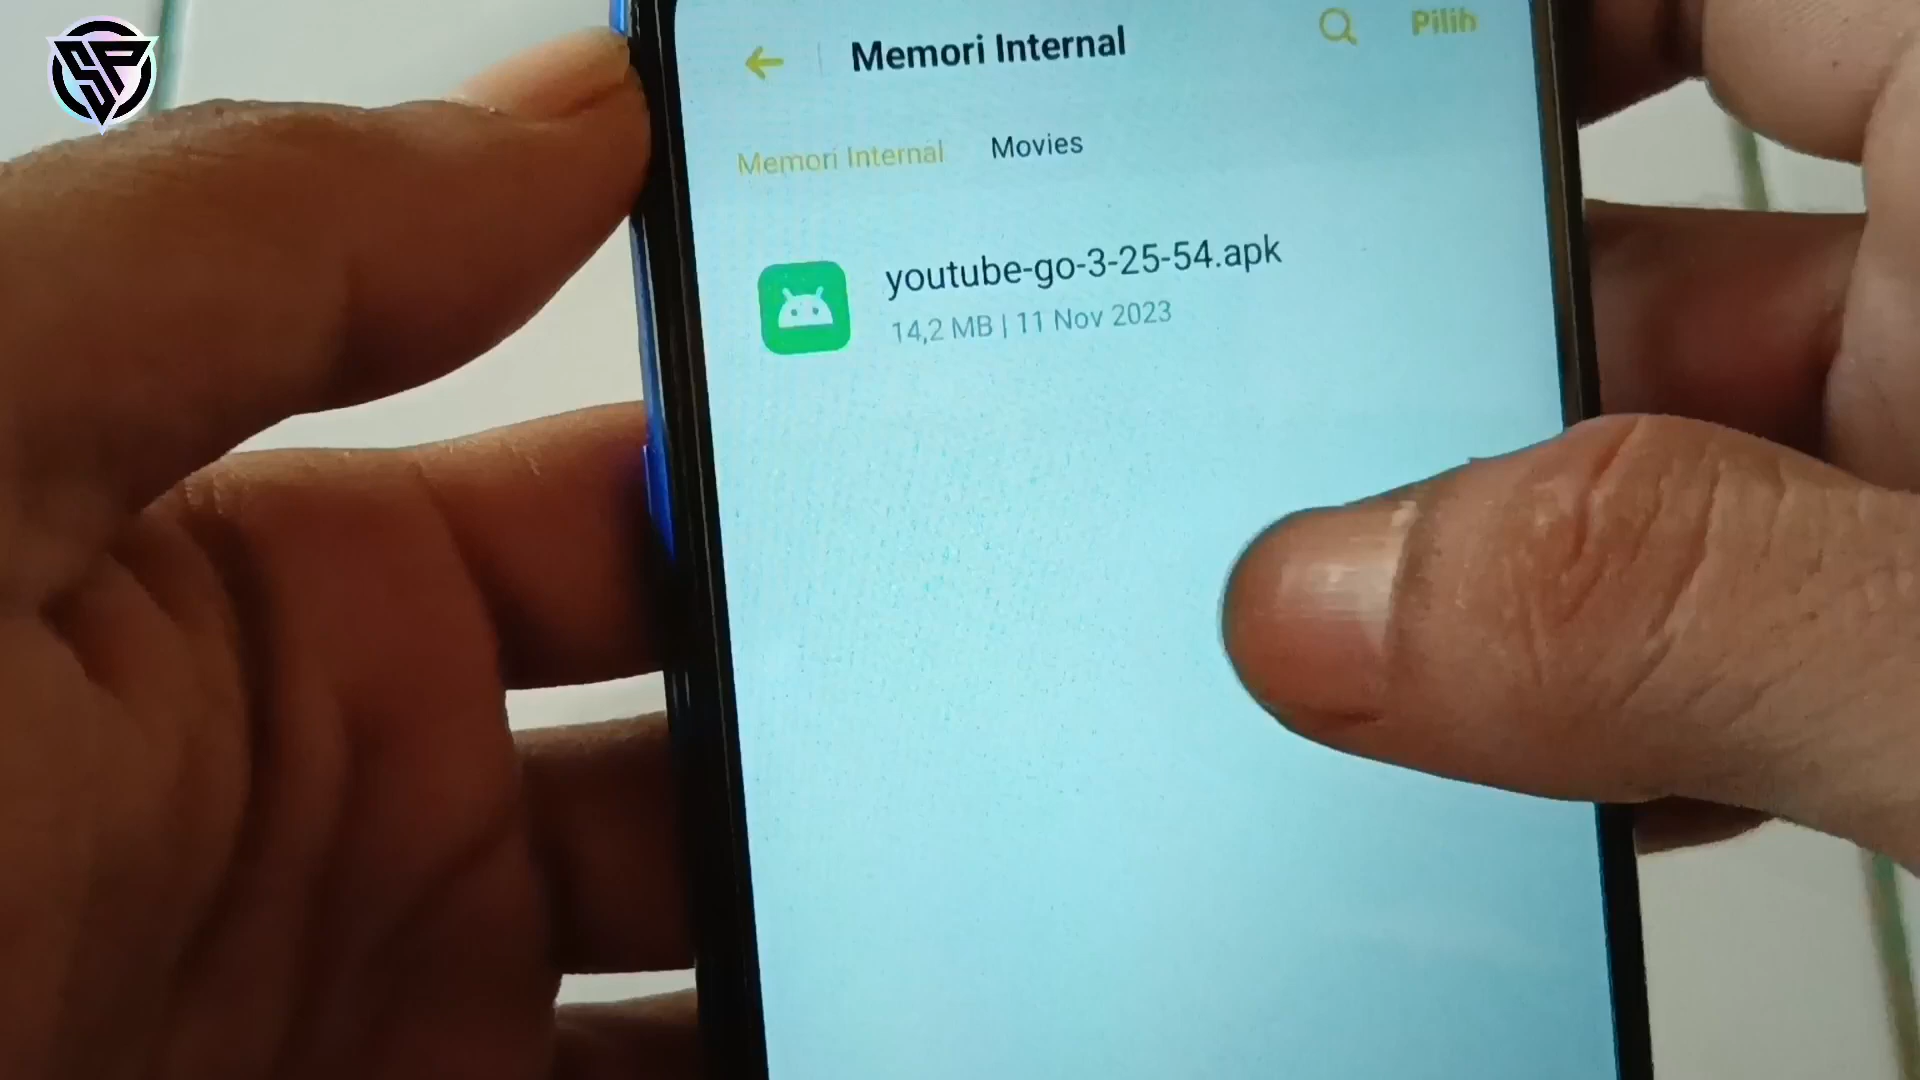 Memori Internal
Pilih
Memori Internal
Movies
youtube-go-3-25-54.apk
14,2 MB | 11 Nov 2023